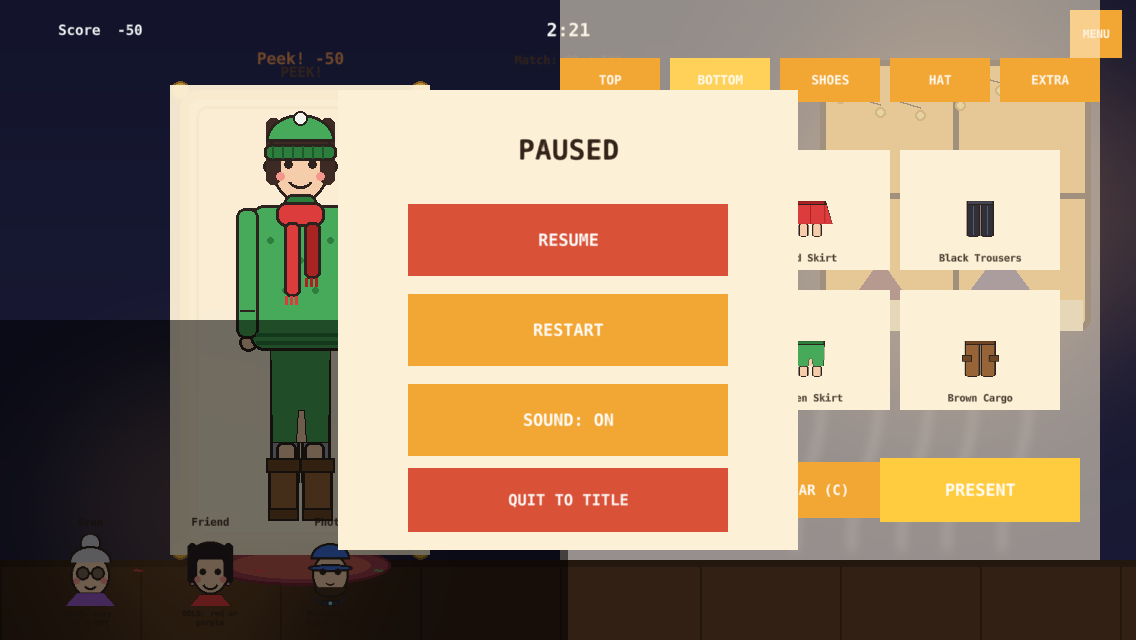 Score -50
2:21
MENU
Peek! -50
PEEK!
Match:
TOP
BOTTOM
SHOES
HAT
EXTRA
PAUSED
RESUME
RESTART
SOUND: ON
QUIT TO TITLE
d Skirt
Black Trousers
en Skirt
Brown Cargo
AR (C)
PRESENT
Friend
Phot